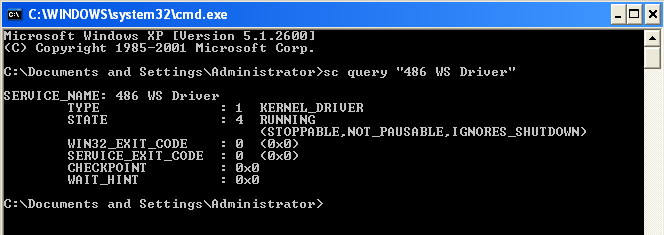 C:\WINDOWS\system32\cmd.exe
Microsoft Windows XP [Version 5.1.2600]
(C) Copyright 1985-2001 Microsoft Corp.
C:\Documents and Settings\Administrator>sc query "486 WS Driver"
SERVICE_NAME: 486 WS Driver
TYPE : 1 KERNEL_DRIVER
STATE : 4 RUNNING
(STOPPABLE,NOT_PAUSABLE,IGNORES_SHUTDOWN)
WIN32_EXIT_CODE : 0 (0x0)
SERVICE_EXIT_CODE : 0 (0x0)
CHECKPOINT : 0x0
WAIT_HINT : 0x0
C:\Documents and Settings\Administrator>